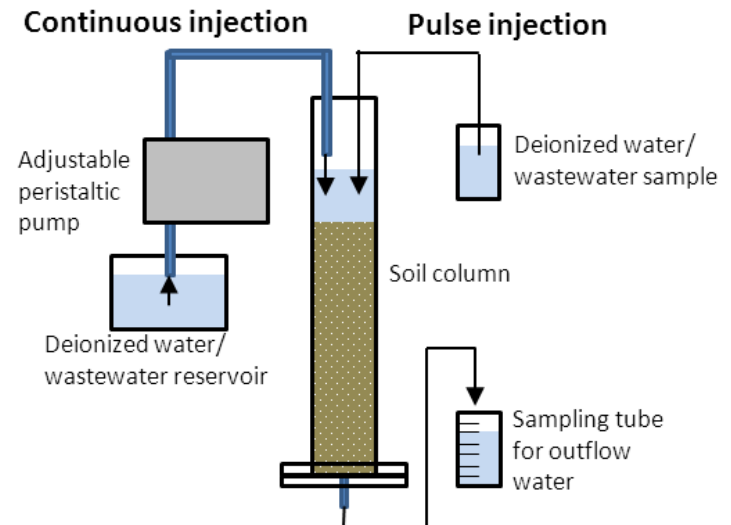 Continuous injection
Pulse injection
Adjustable
peristaltic
pump
Deionized water/
wastewater sample
Soil column
Deionized water/
wastewater reservoir
Sampling tube
for outflow
water